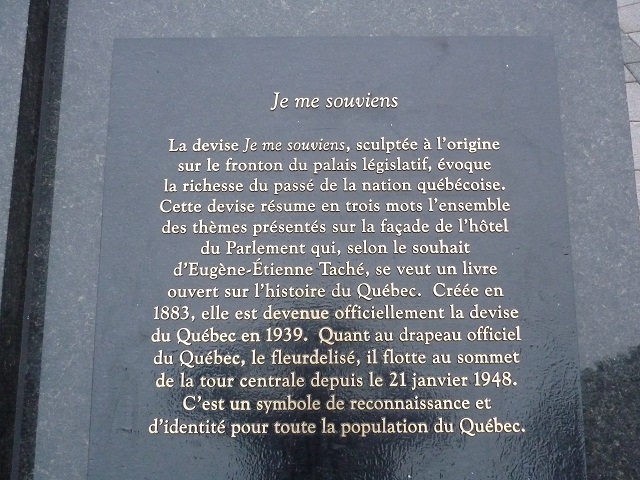 Je me souviens
La devise Je me souviens, sculptée à l'origine
sur le fronton du palais législatif, évoque
la richesse du passé de la nation québécoise.
Cette devise résume en trois mots l'ensemble
des thèmes présentés sur la façade de l'hôtel
du Parlement qui, selon le souhait
d'Eugène-Étienne Taché, se veut un livre
ouvert sur l'histoire du Québec. Créée en
1883, elle est devenue officiellement la devise
du Québec en 1939. Quant au drapeau officiel
du Québec, le fleurdelisé, il flotte au sommet
de la tour centrale depuis le 21 janvier 1948.
C'est un symbole de reconnaissance et
d'identité pour toute la population du Québec.